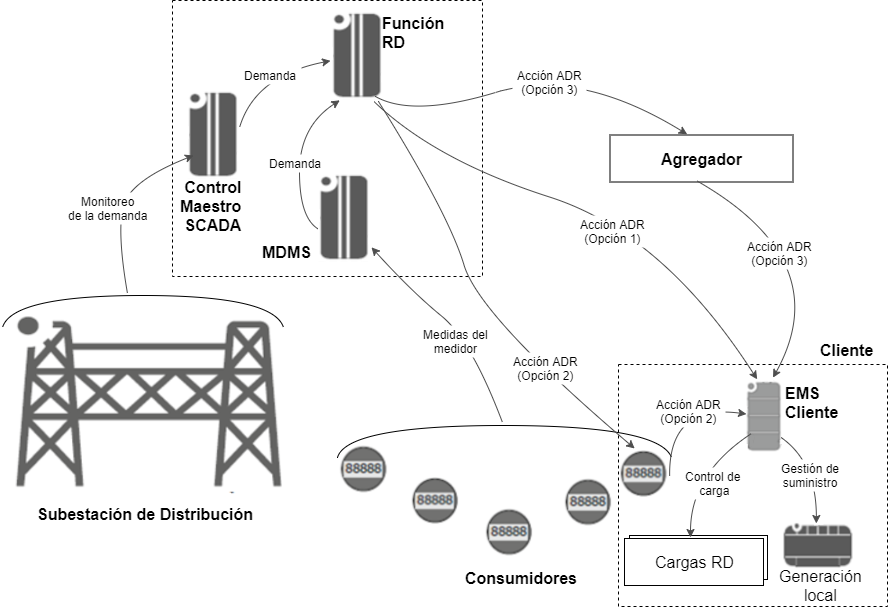 Función
RD
Demanda
Acción ADR
(Opción 3)
Agregador
Demanda
Control
Maestro
SCADA
Monitoreo
de la demanda
MDMS
Acción ADR
(Opción 1)
Acción ADR
(Opción 3)
Medidas del
medidor
Acción ADR
(Opción 2)
Cliente
EMS
Cliente
Acción ADR
(Opción 2)
88888
88888
88888
88888
88888
Control de
carga
Gestión de
suministro
Subestación de Distribución
Consumidores
Cargas RD
Generación
local